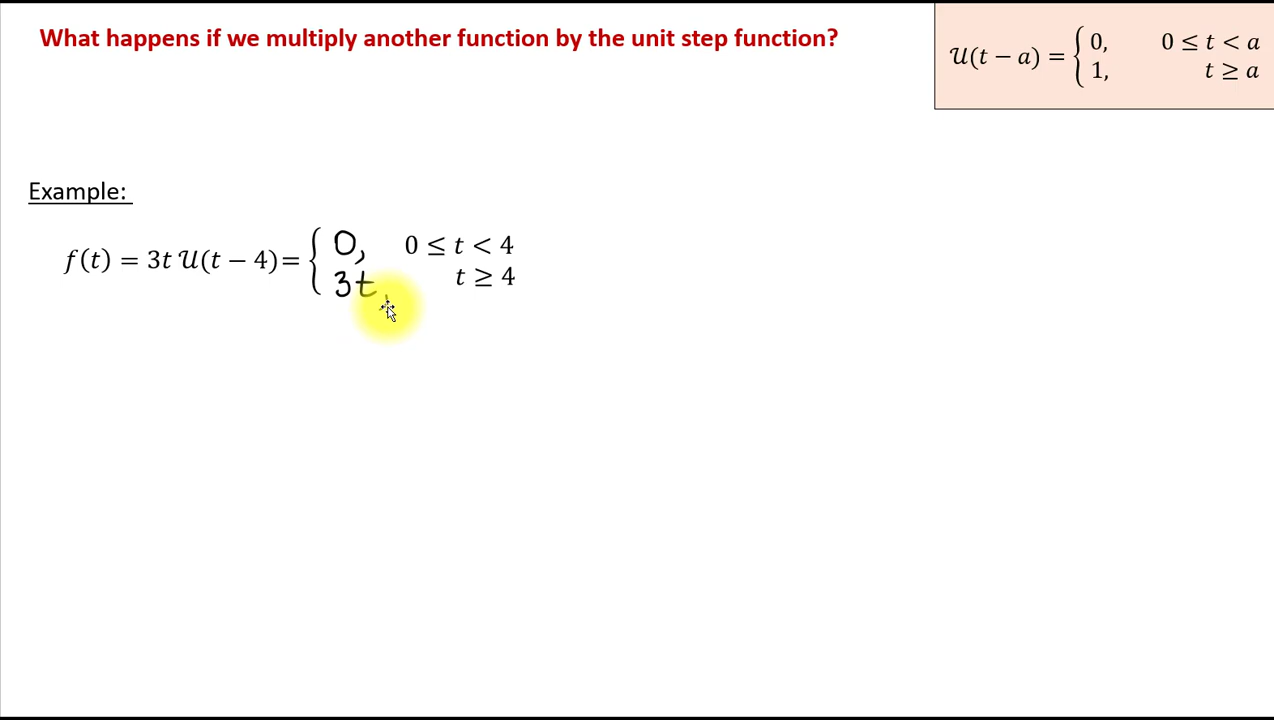 What happens if we multiply another function by the unit step function?
𝒰(t − a) = { 0, 0 ≤ t < a
1, t ≥ a
Example:
f(t) = 3t 𝒰(t − 4) = { 0, 0 ≤ t < 4
3t, t ≥ 4